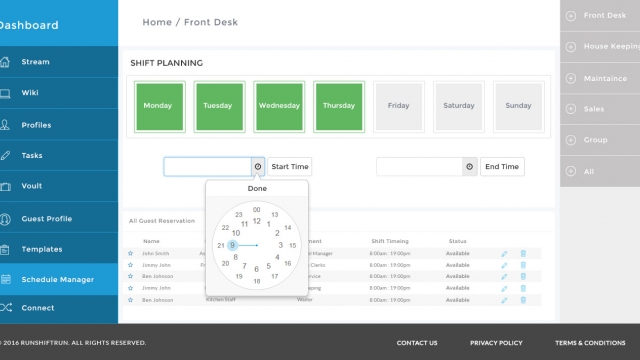 Dashboard
Home / Front Desk
Front Desk
House Keeping
Maintaince
Sales
Group
All
Stream
Wiki
Profiles
Tasks
Voult
Guest Profile
Templates
Schedule Manager
Connect
SHIFT PLANNING
Monday Tuesday Wednesday Thursday Friday Saturday Sunday
Start Time End Time
Done
00
23 13
22 11 12 1 14
10 2
21 9 3 15
8 4
20 7 6 5 16
19 17
18
All Guest Reservation
Name Shift Timeing Status
John Smith Manager 8:00am : 19:00pm Available
Jimmy John Clerks 8:00am : 19:00pm Available
Ben Johnson 8:00am : 19:00pm Available
Jimmy John 8:00am : 19:00pm Available
Ben Johnson Kitchen Staff Waiter 8:00am : 19:00pm Available
2016 RUNSHIFTRUN. ALL RIGHTS RESERVED.
CONTACT US PRIVACY POLICY TERMS & CONDITIONS